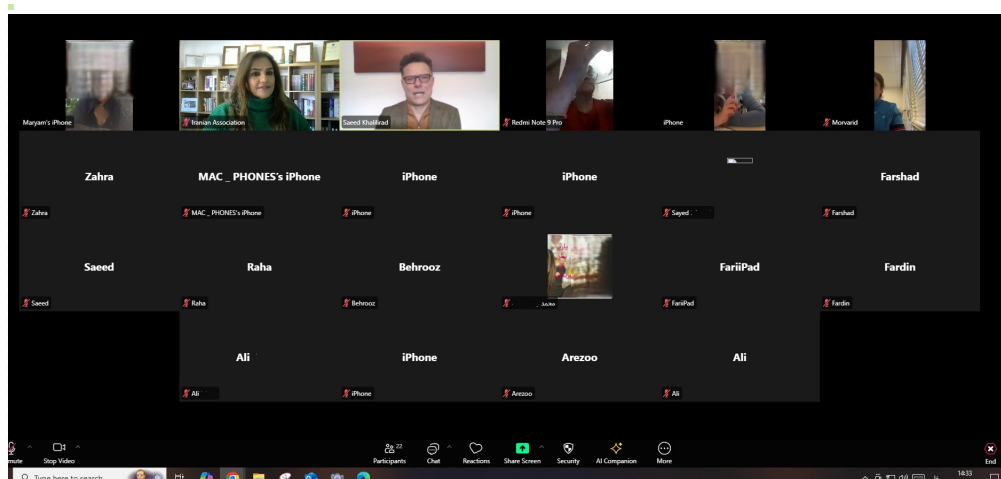 Maryam's iPhone
Iranian Association
Saeed Khalilirad
Redmi Note 9 Pro
iPhone
Morvarid
Zahra
MAC _ PHONES's iPhone
iPhone
iPhone
Farshad
Zahra
MAC _ PHONES's iPhone
iPhone
iPhone
Sayed
Farshad
Saeed
Raha
Behrooz
FariiPad
Fardin
Saeed
Raha
Behrooz
محمد
FariiPad
Fardin
Ali
iPhone
Arezoo
Ali
Ali
iPhone
Arezoo
Ali
22
mute
Stop Video
Participants
Chat
Reactions
Share Screen
Security
AI Companion
More
End
Type here to search
14:33